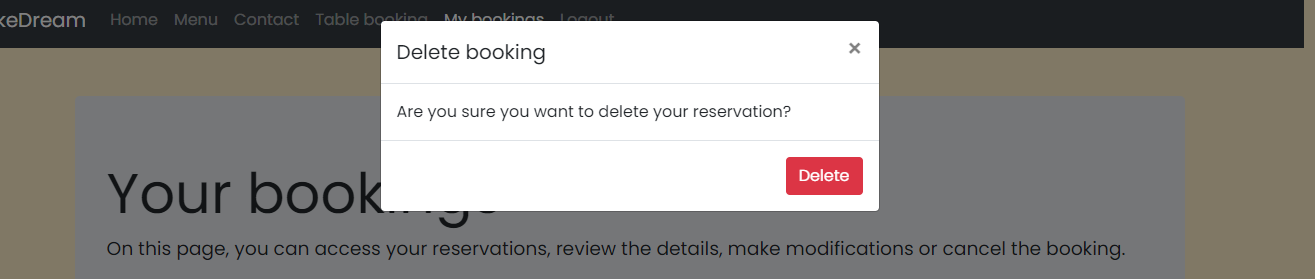 keDream Home Menu Contact Table booking My bookings Logout
Delete booking ×
Are you sure you want to delete your reservation?
Delete
Your bookings
On this page, you can access your reservations, review the details, make modifications or cancel the booking.